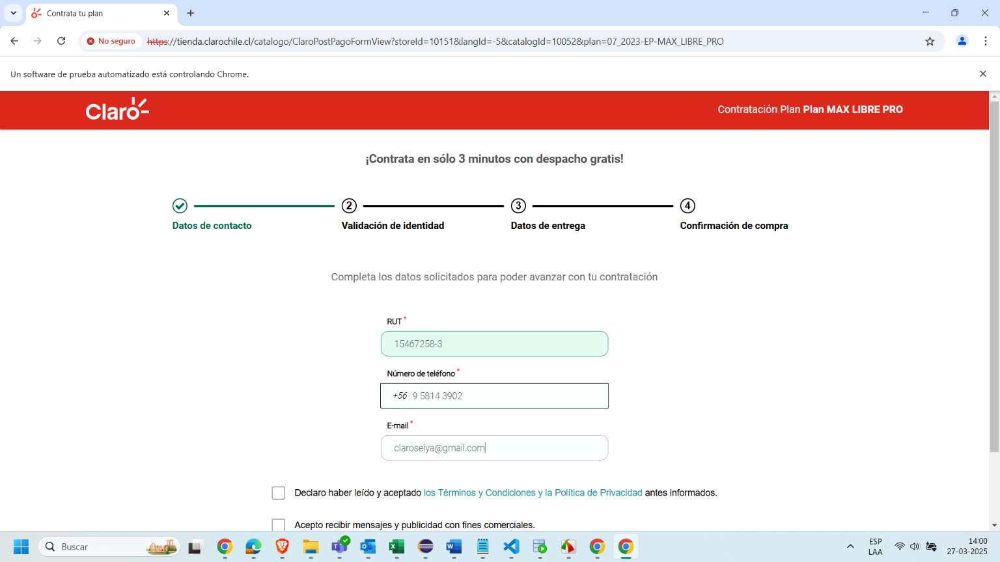 Contrata tu plan
No seguro
https://tienda.clarochile.cl/catalogo/ClaroPostPagoFormView?storeId=10151&langId=-5&catalogId=10052&plan=07_2023-EP-MAX_LIBRE_PRO
Un software de prueba automatizado está controlando Chrome.
Claro
Contratación Plan Plan MAX LIBRE PRO
¡Contrata en sólo 3 minutos con despacho gratis!
2 3 4
Datos de contacto Validación de identidad Datos de entrega Confirmación de compra
Completa los datos solicitados para poder avanzar con tu contratación
RUT *
15467258-3
Número de teléfono *
+56 9 5814 3902
E-mail *
claroseiya@gmail.com
Declaro haber leído y aceptado los Términos y Condiciones y la Política de Privacidad antes informados.
Acepto recibir mensajes y publicidad con fines comerciales.
Buscar
ESP
LAA
14:00
27-03-2025